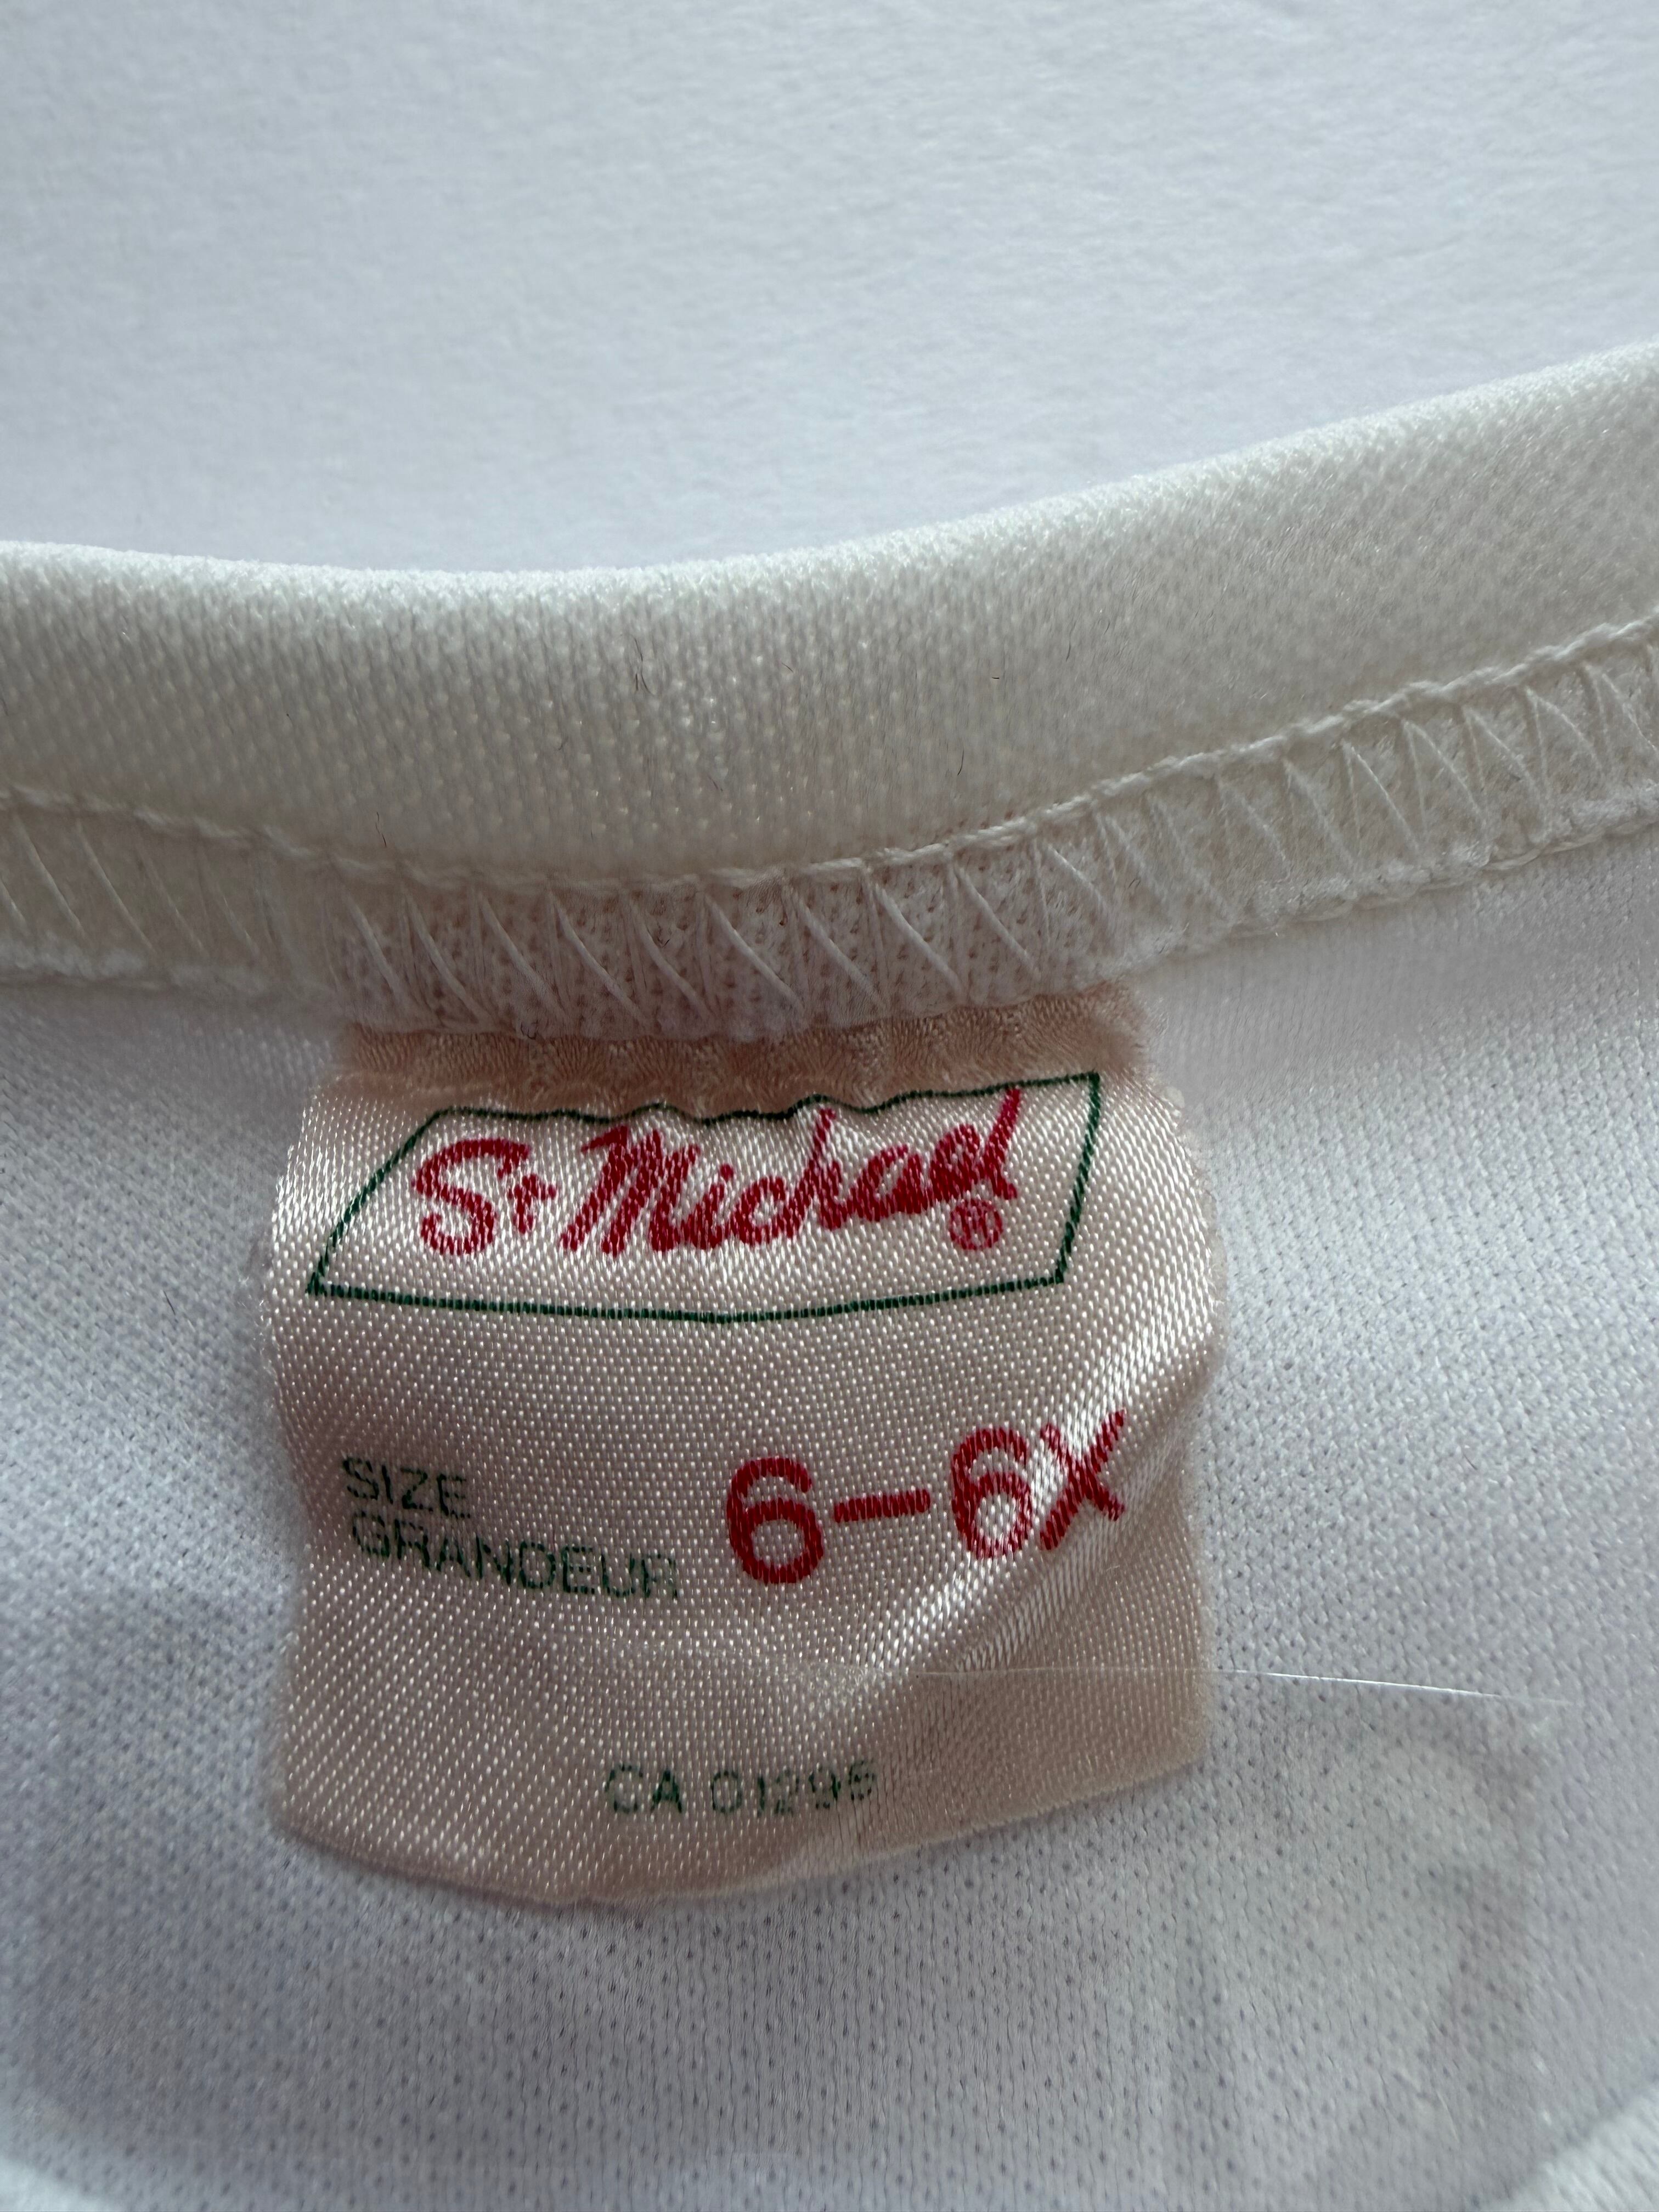 St Michael®
SIZE
GRANDEUR 6-6X
CA 01296